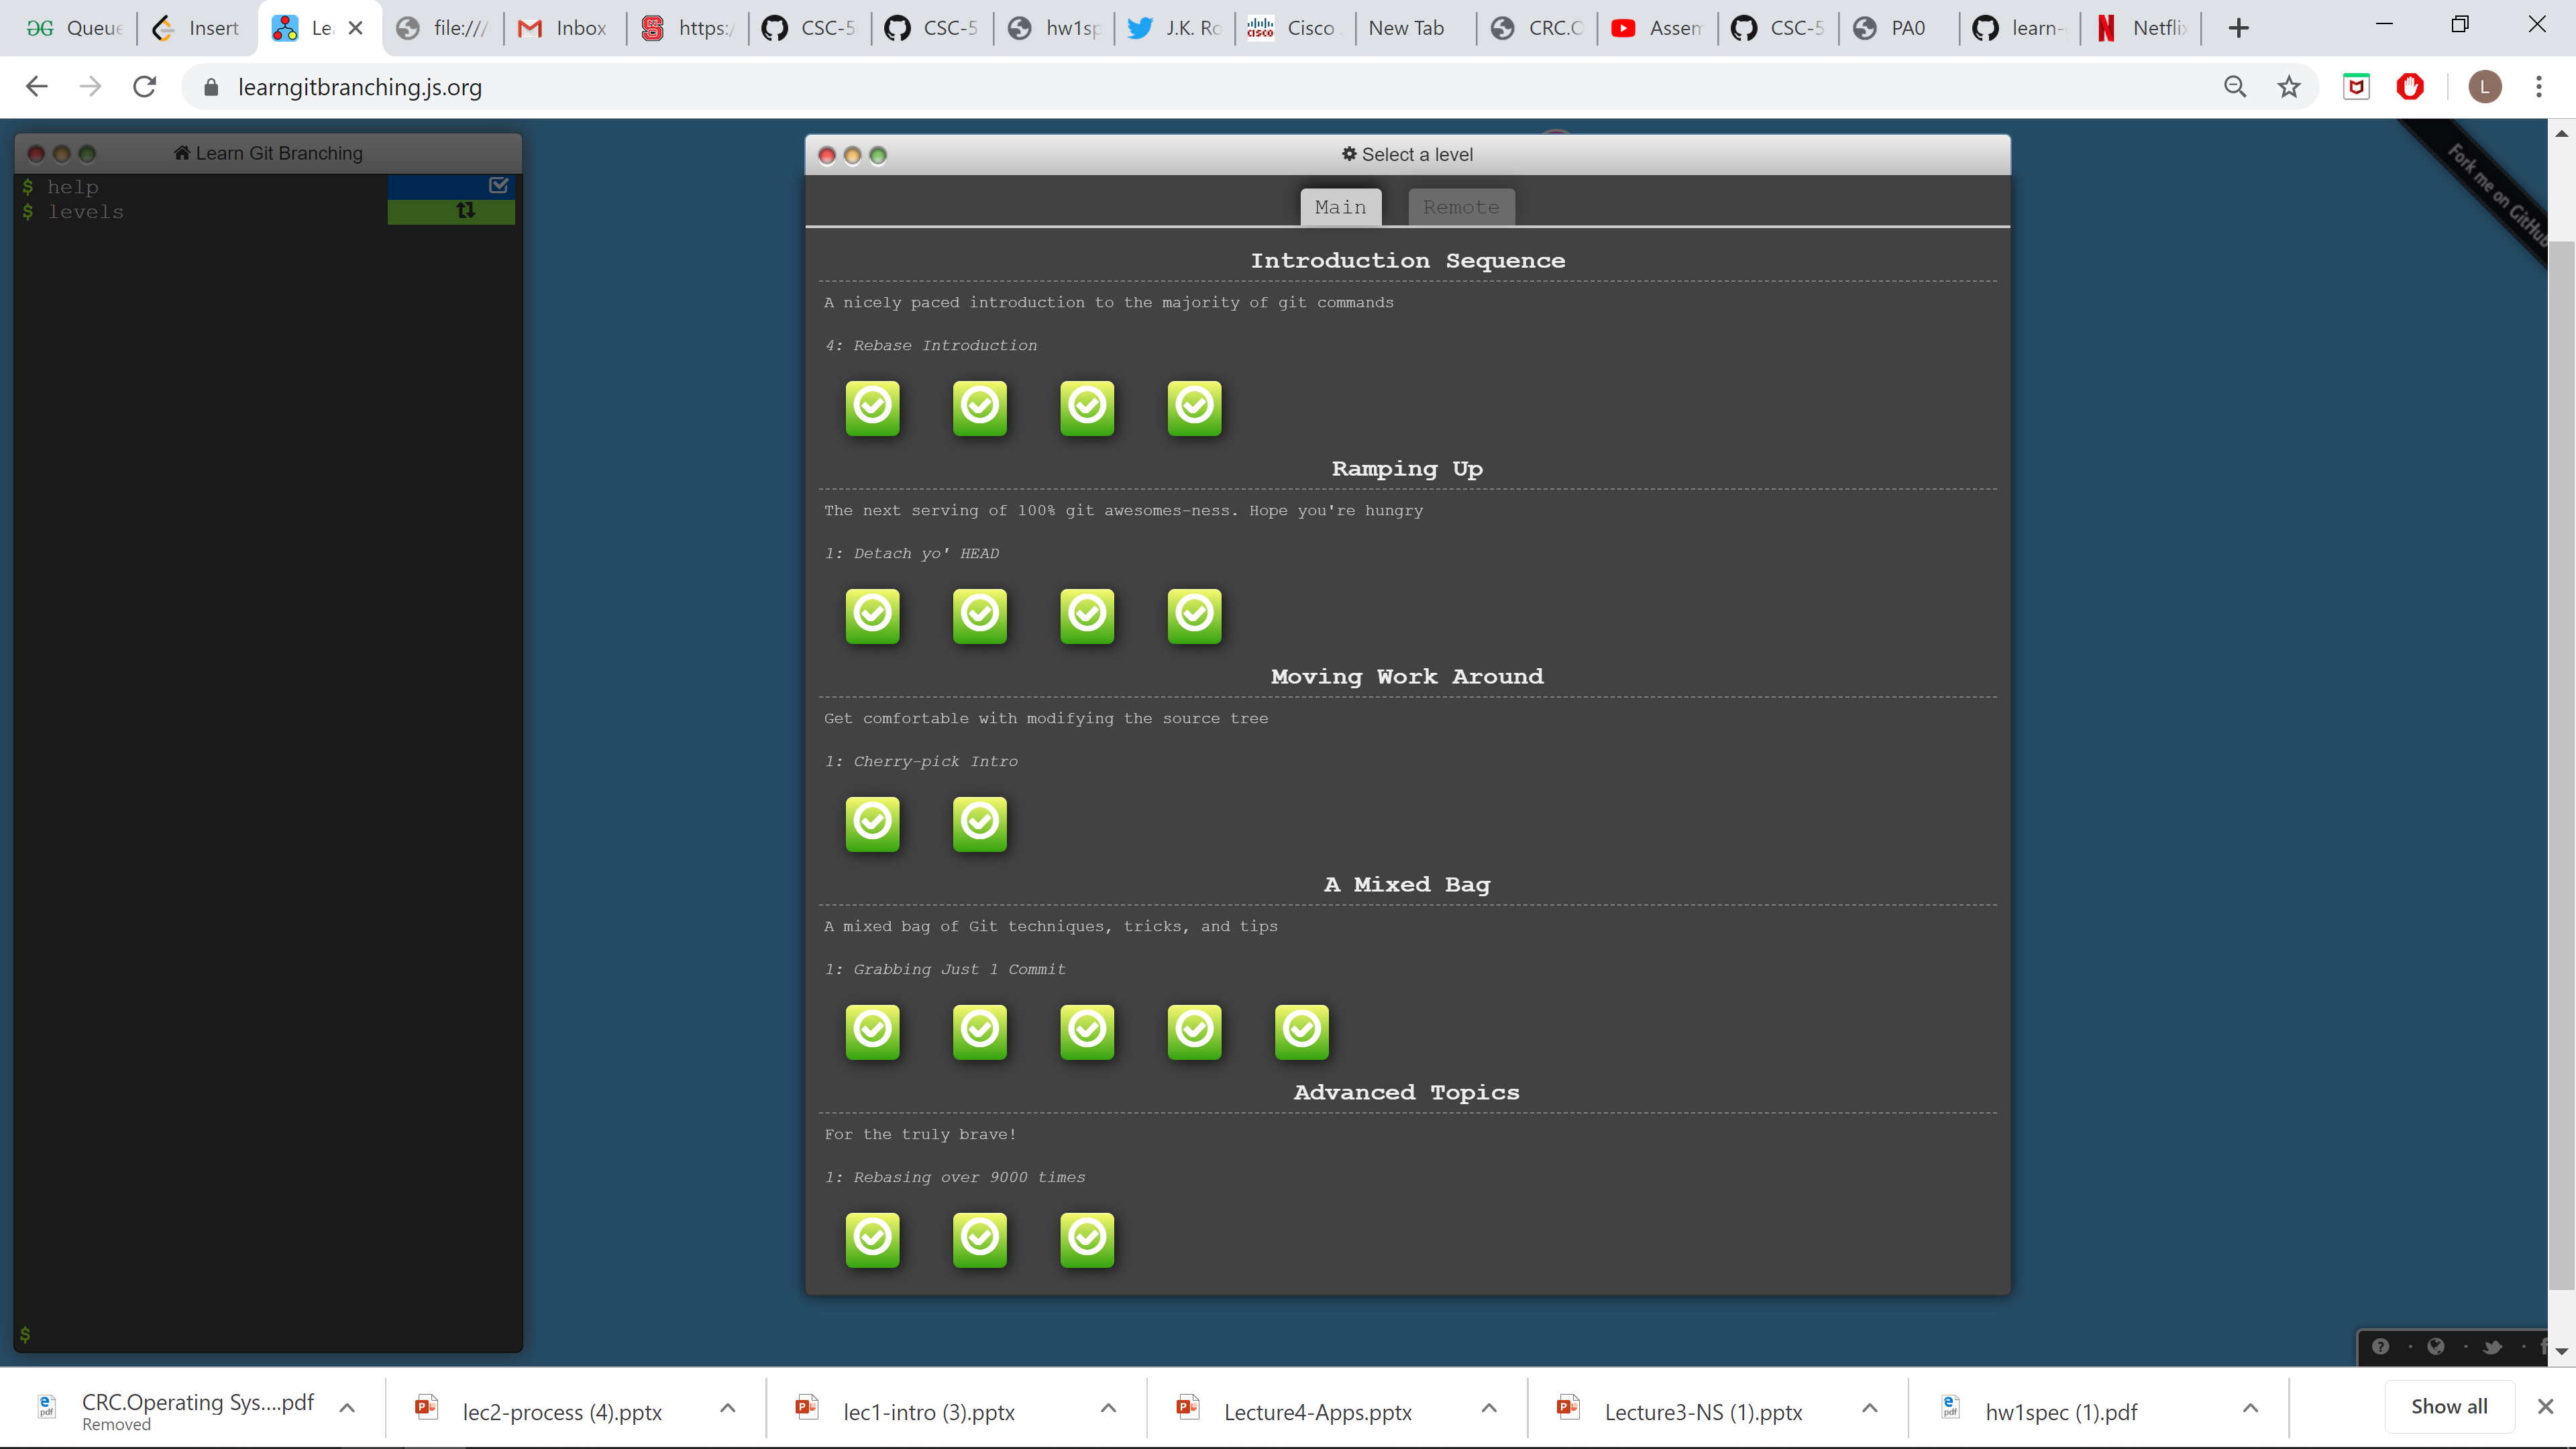 Queue
Insert
Le
file:///
Inbox
https:/
CSC-5
CSC-5
hw1sp
J.K. Ro
Cisco
New Tab
CRC.O
Assem
CSC-5
PA0
learn-
Netfli
learngitbranching.js.org
L
Learn Git Branching
$ help
$ levels
$
Select a level
Main Remote
Introduction Sequence
A nicely paced introduction to the majority of git commands
4: Rebase Introduction
Ramping Up
The next serving of 100% git awesomes-ness. Hope you're hungry
1: Detach yo' HEAD
Moving Work Around
Get comfortable with modifying the source tree
1: Cherry-pick Intro
A Mixed Bag
A mixed bag of Git techniques, tricks, and tips
1: Grabbing Just 1 Commit
Advanced Topics
For the truly brave!
1: Rebasing over 9000 times
Fork me on GitHub
CRC.Operating Sys....pdf
Removed
lec2-process (4).pptx
lec1-intro (3).pptx
Lecture4-Apps.pptx
Lecture3-NS (1).pptx
hw1spec (1).pdf
Show all